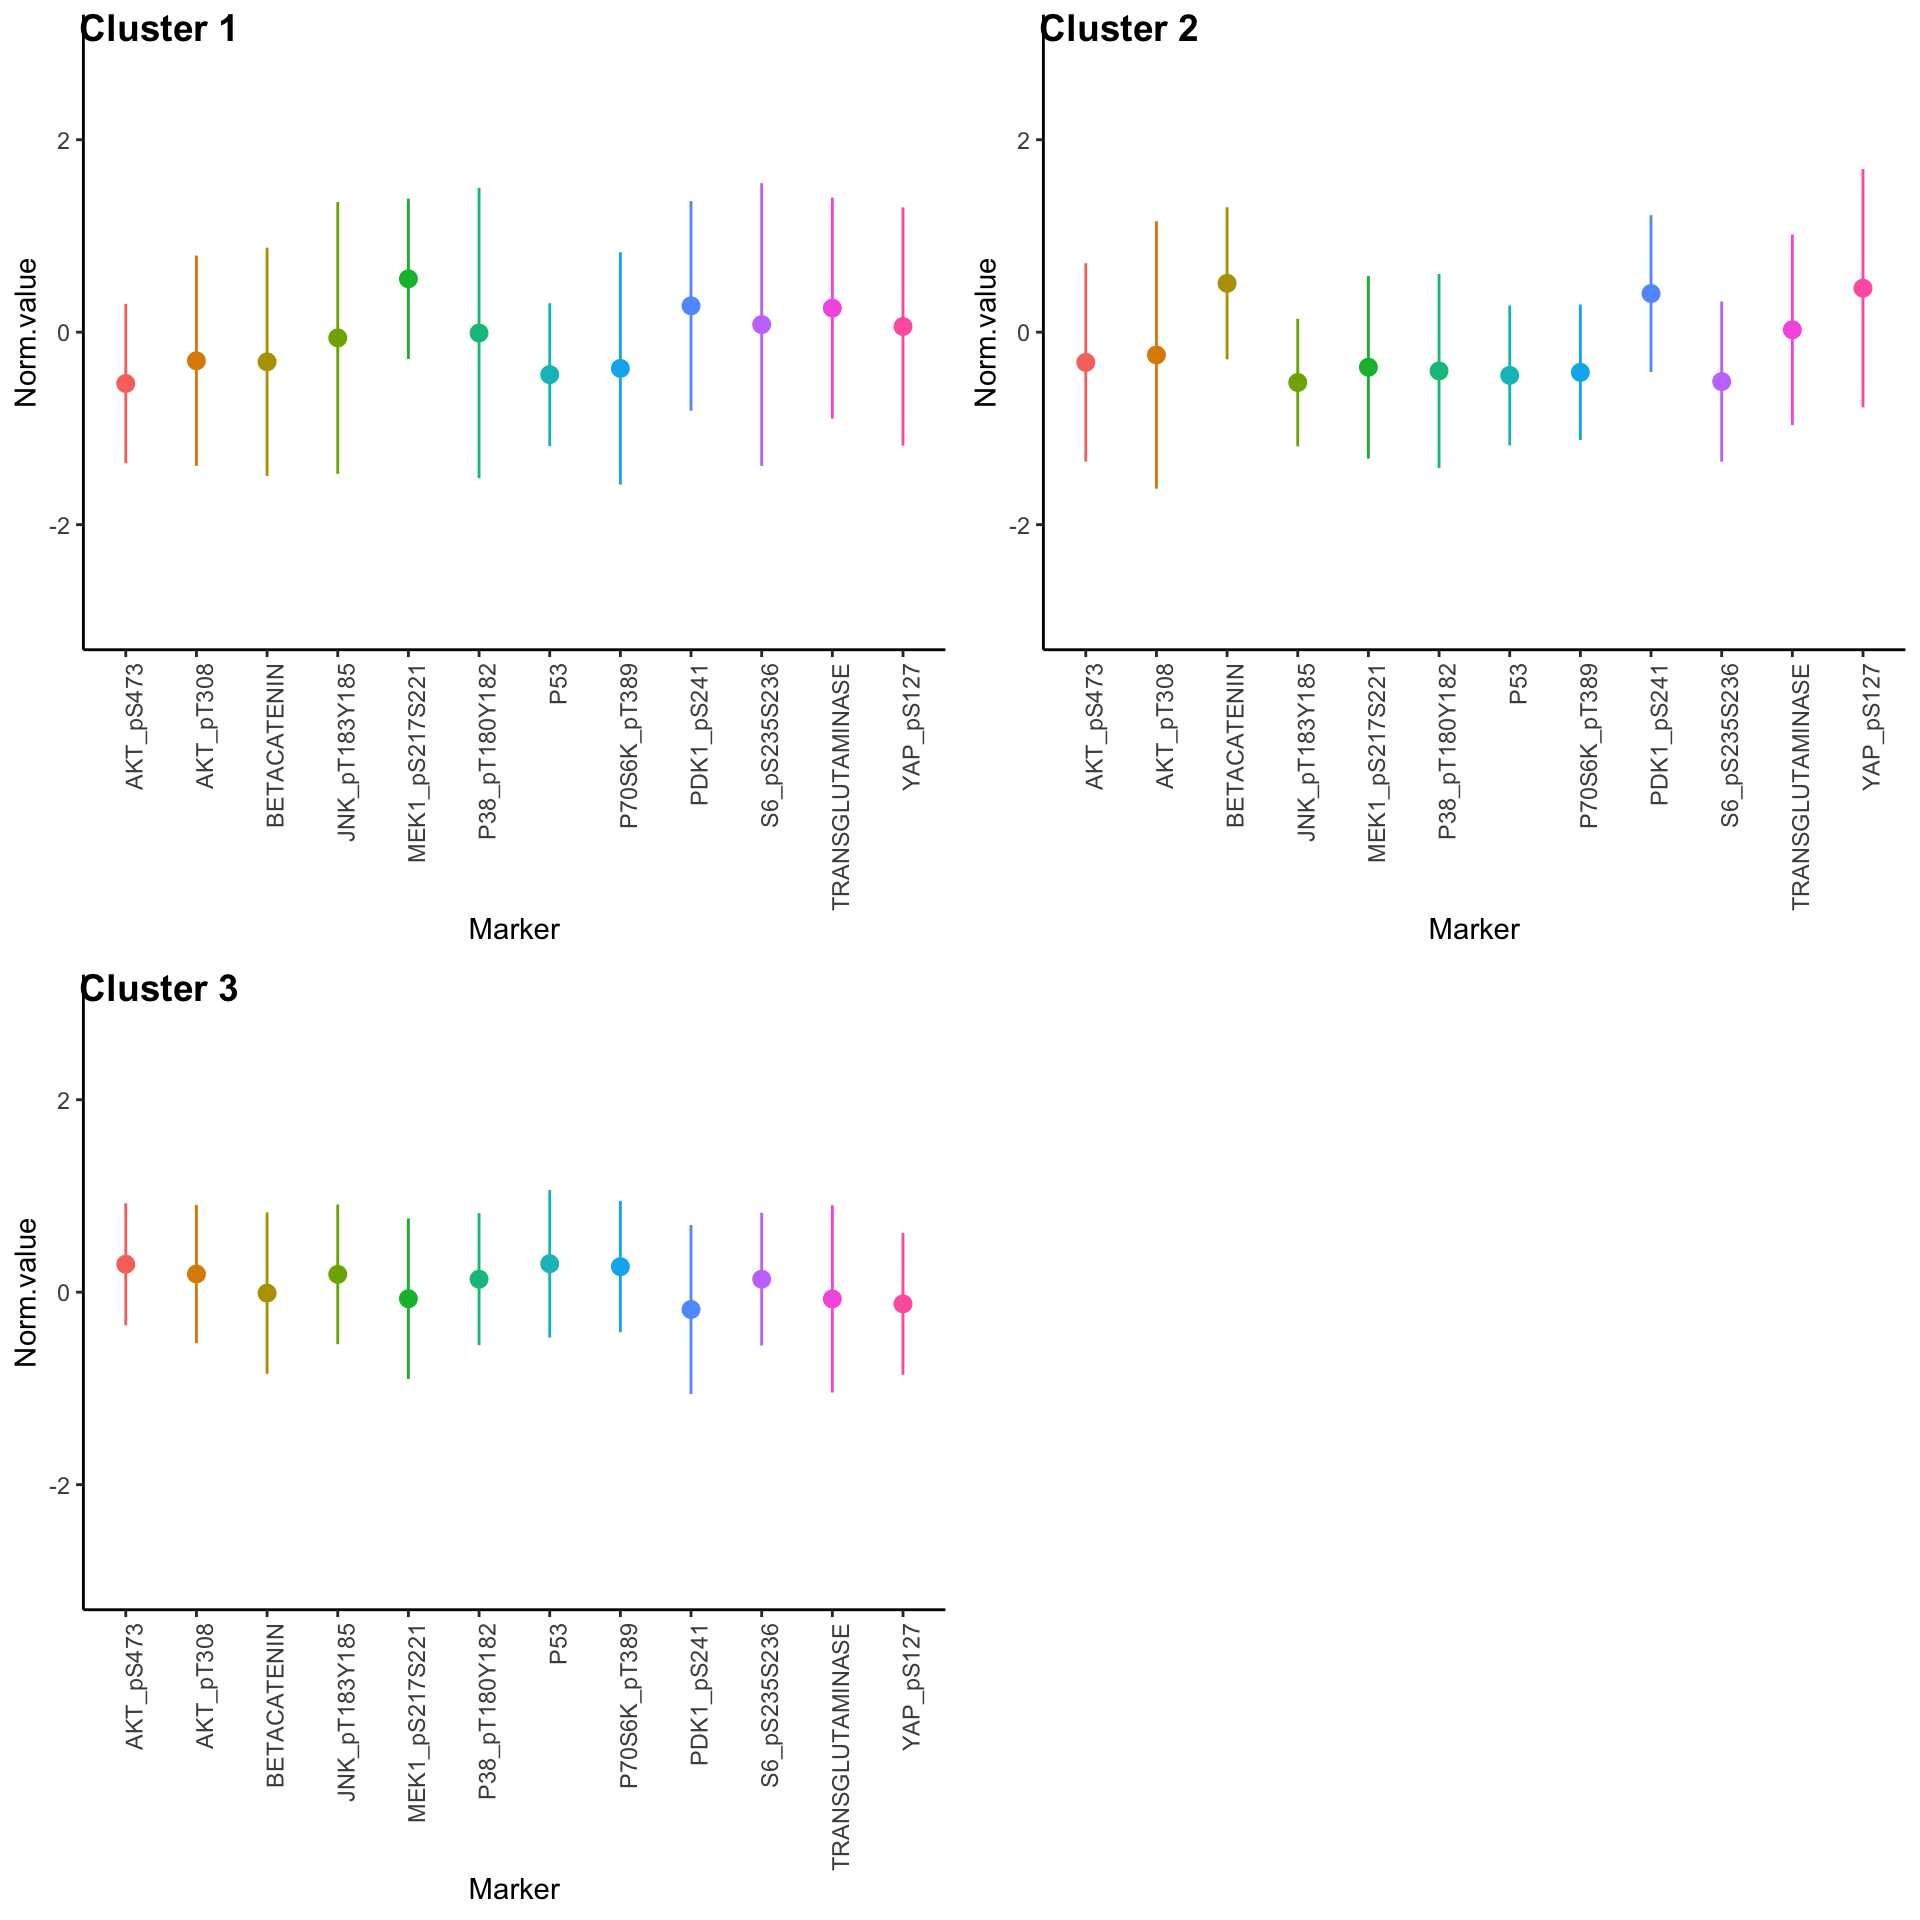 Cluster 1
Norm.value
2
0
-2
AKT_pS473
AKT_pT308
BETACATENIN
JNK_pT183Y185
MEK1_pS217S221
P38_pT180Y182
P53
P70S6K_pT389
PDK1_pS241
S6_pS235S236
TRANSGLUTAMINASE
YAP_pS127
Marker
Cluster 2
Norm.value
2
0
-2
AKT_pS473
AKT_pT308
BETACATENIN
JNK_pT183Y185
MEK1_pS217S221
P38_pT180Y182
P53
P70S6K_pT389
PDK1_pS241
S6_pS235S236
TRANSGLUTAMINASE
YAP_pS127
Marker
Cluster 3
Norm.value
2
0
-2
AKT_pS473
AKT_pT308
BETACATENIN
JNK_pT183Y185
MEK1_pS217S221
P38_pT180Y182
P53
P70S6K_pT389
PDK1_pS241
S6_pS235S236
TRANSGLUTAMINASE
YAP_pS127
Marker